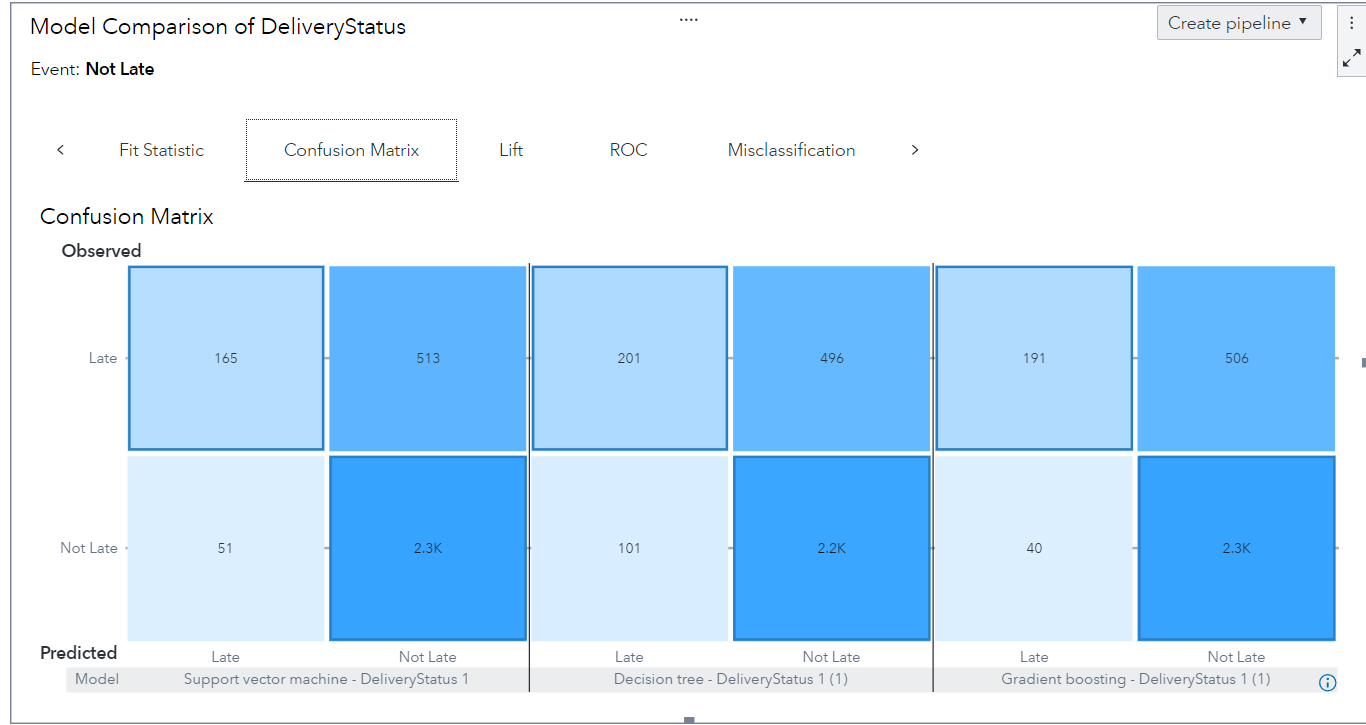 Model Comparison of DeliveryStatus
Create pipeline
Event: Not Late
Fit Statistic Confusion Matrix Lift ROC Misclassification
Confusion Matrix
Observed
Late 165 513 201 496 191 506
Not Late 51 2.3K 101 2.2K 40 2.3K
Predicted
Late Not Late Late Not Late Late Not Late
Model Support vector machine - DeliveryStatus 1 Decision tree - DeliveryStatus 1 (1) Gradient boosting - DeliveryStatus 1 (1)